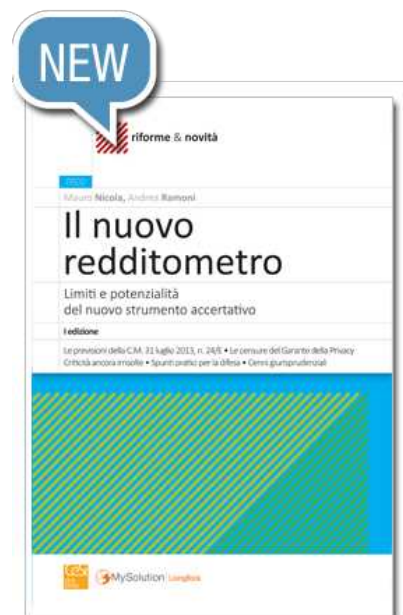 NEW
riforme & novità
FISCO
Mauro Nicola, Andrea Ramoni
Il nuovo
redditometro
Limiti e potenzialità
del nuovo strumento accertativo
I edizione
Le previsioni della C.M. 31 luglio 2013, n. 24/E • Le censure del Garante della Privacy
Criticità ancora irrisolte • Spunti pratici per la difesa • Cenni giurisprudenziali
MySolution